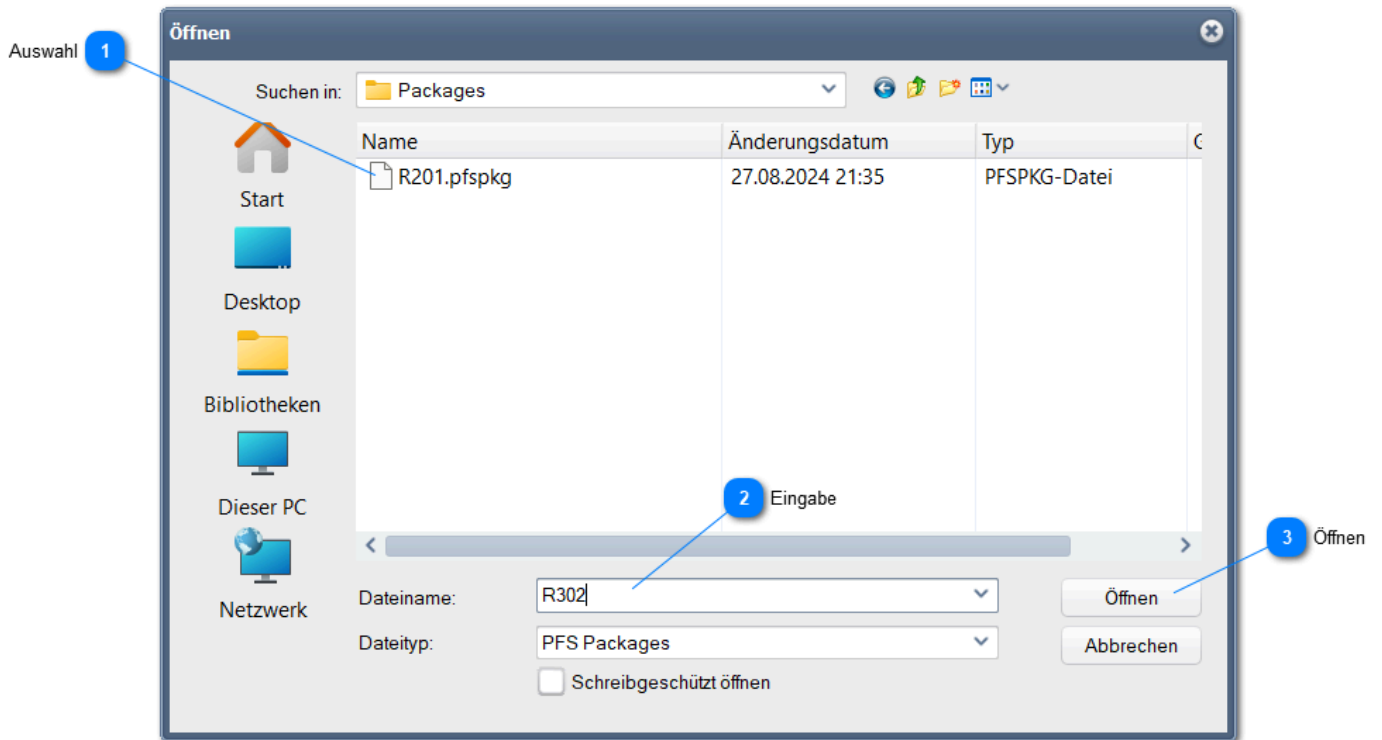 Öffnen
Auswahl 1
Suchen in: Packages
Name Änderungsdatum Typ G
R201.pfspkg 27.08.2024 21:35 PFSPKG-Datei
Start
Desktop
Bibliotheken
Dieser PC
2 Eingabe
3 Öffnen
Netzwerk
Dateiname: R302 Öffnen
Dateityp: PFS Packages Abbrechen
Schreibgeschützt öffnen